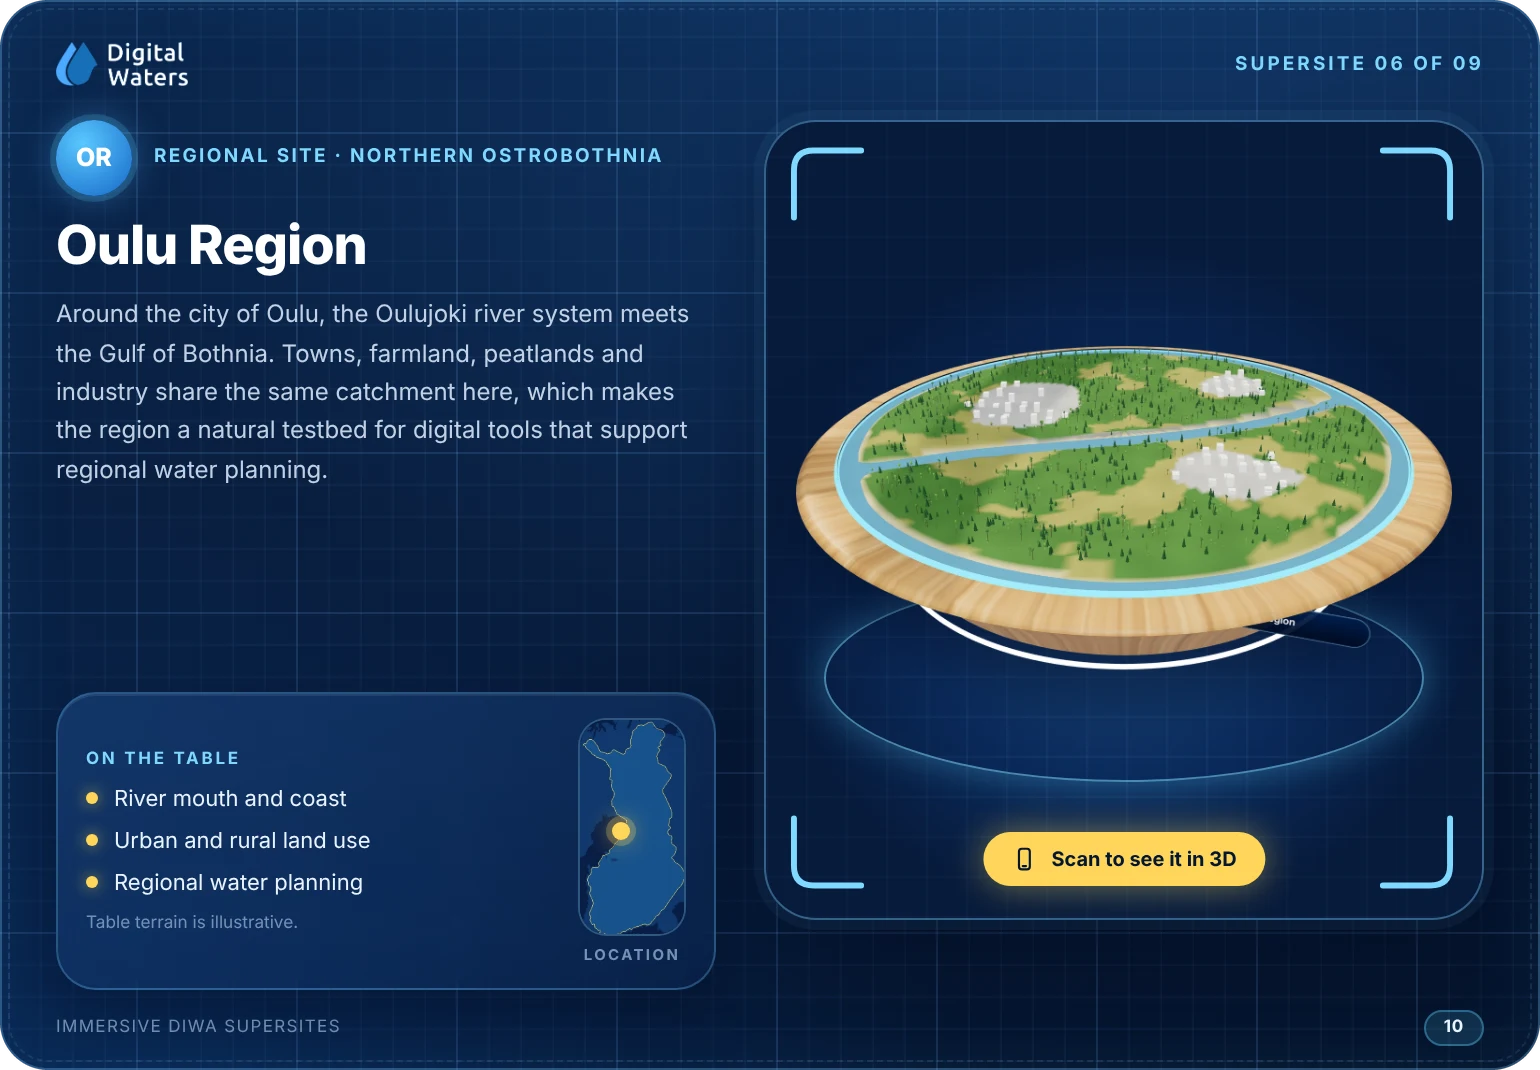 Digital
Waters
SUPERSITE 06 OF 09
OR
REGIONAL SITE · NORTHERN OSTROBOTHNIA
Oulu Region
Around the city of Oulu, the Oulujoki river system meets
the Gulf of Bothnia. Towns, farmland, peatlands and
industry share the same catchment here, which makes
the region a natural testbed for digital tools that support
regional water planning.
ON THE TABLE
River mouth and coast
Urban and rural land use
Regional water planning
Table terrain is illustrative.
LOCATION
Scan to see it in 3D
IMMERSIVE DIWA SUPERSITES
10